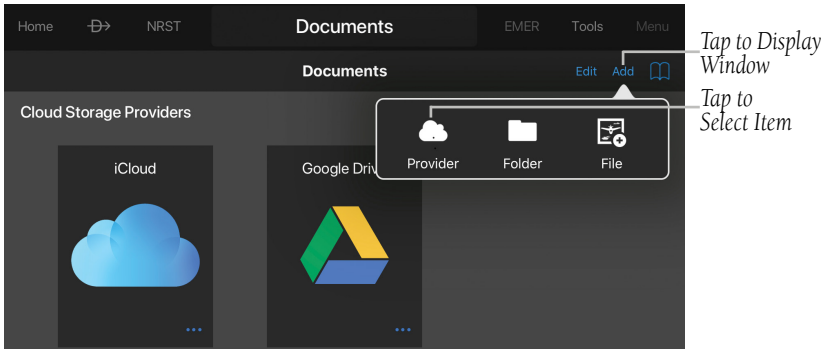 Home D NRST Documents EMER Tools Menu
Documents Edit Add
Tap to Display
Window
Tap to
Select Item
Cloud Storage Providers
Provider Folder File
iCloud Google Driv